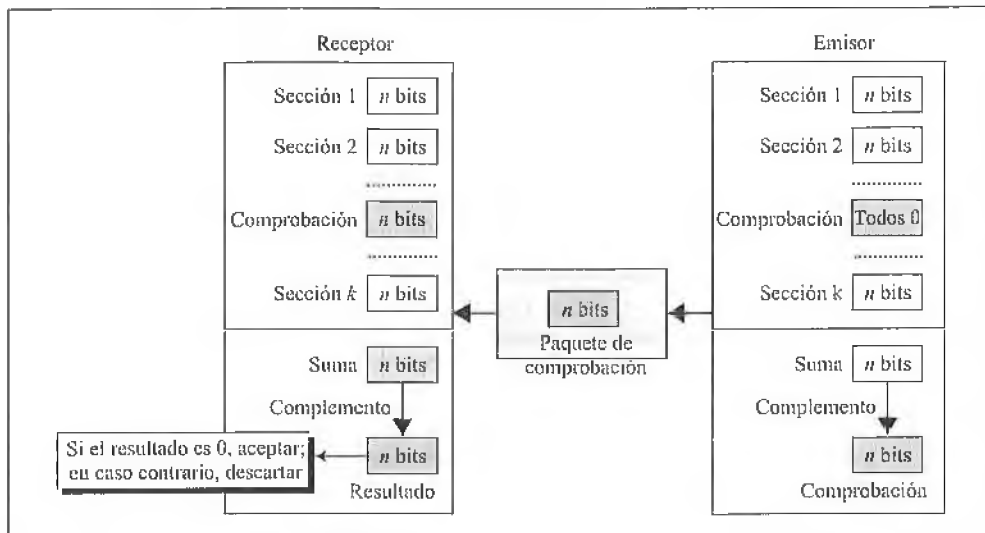 Receptor
Sección 1 n bits
Sección 2 n bits
Comprobación n bits
Sección k n bits
Suma n bits
Complemento
n bits
Resultado
Si el resultado es 0, aceptar;
en caso contrario, descartar
n bits
Paquete de
comprobación
Emisor
Sección 1 n bits
Sección 2 n bits
Comprobación Todos 0
Sección k n bits
Suma n bits
Complemento
n bits
Comprobación